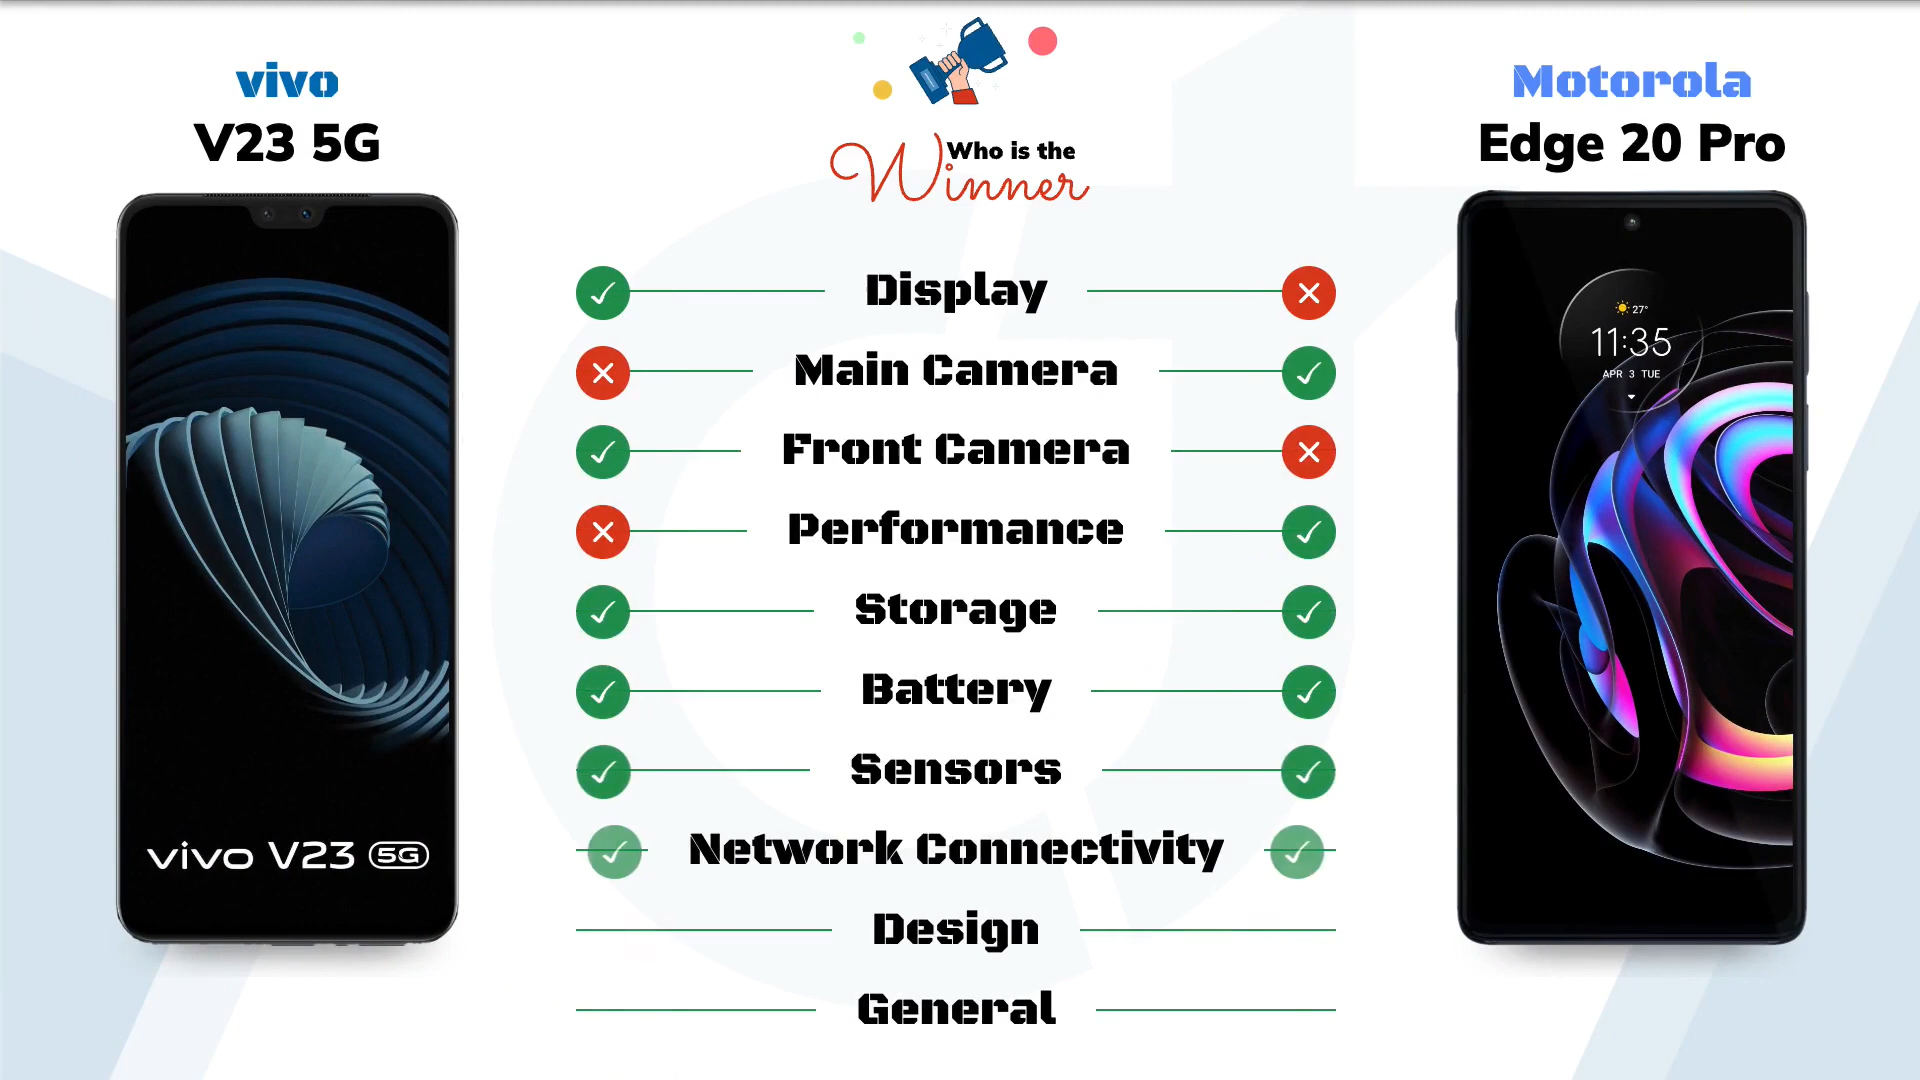 vivo
V23 5G
Who is the
Winner
Motorola
Edge 20 Pro
Display
Main Camera
Front Camera
Performance
Storage
Battery
Sensors
Network Connectivity
Design
General
vivo V23 5G
27°
11:35
APR 3 TUE